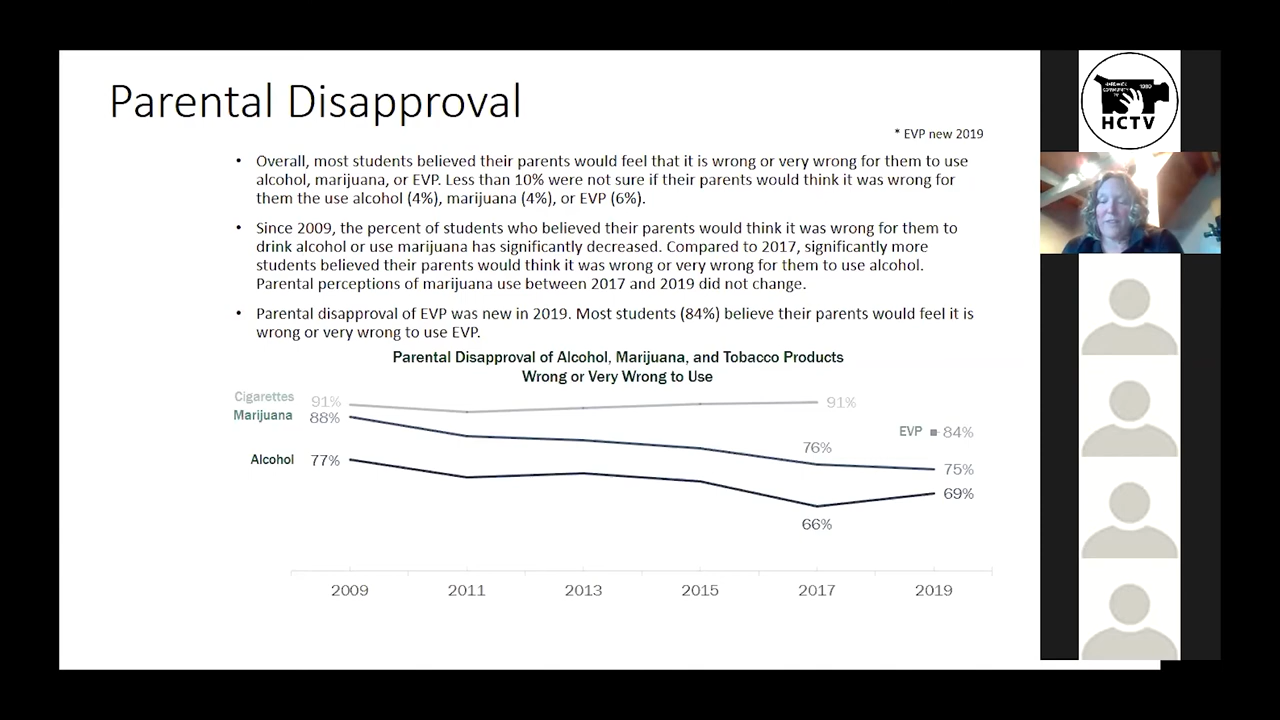 Parental Disapproval
* EVP new 2019
• Overall, most students believed their parents would feel that it is wrong or very wrong for them to use
alcohol, marijuana, or EVP. Less than 10% were not sure if their parents would think it was wrong for
them the use alcohol (4%), marijuana (4%), or EVP (6%).
• Since 2009, the percent of students who believed their parents would think it was wrong for them to
drink alcohol or use marijuana has significantly decreased. Compared to 2017, significantly more
students believed their parents would think it was wrong or very wrong for them to use alcohol.
Parental perceptions of marijuana use between 2017 and 2019 did not change.
• Parental disapproval of EVP was new in 2019. Most students (84%) believe their parents would feel it is
wrong or very wrong to use EVP.
Parental Disapproval of Alcohol, Marijuana, and Tobacco Products
Wrong or Very Wrong to Use
Cigarettes 91% 91%
Marijuana 88%
EVP 84%
76%
Alcohol 77%
75%
69%
66%
2009 2011 2013 2015 2017 2019
HCTV